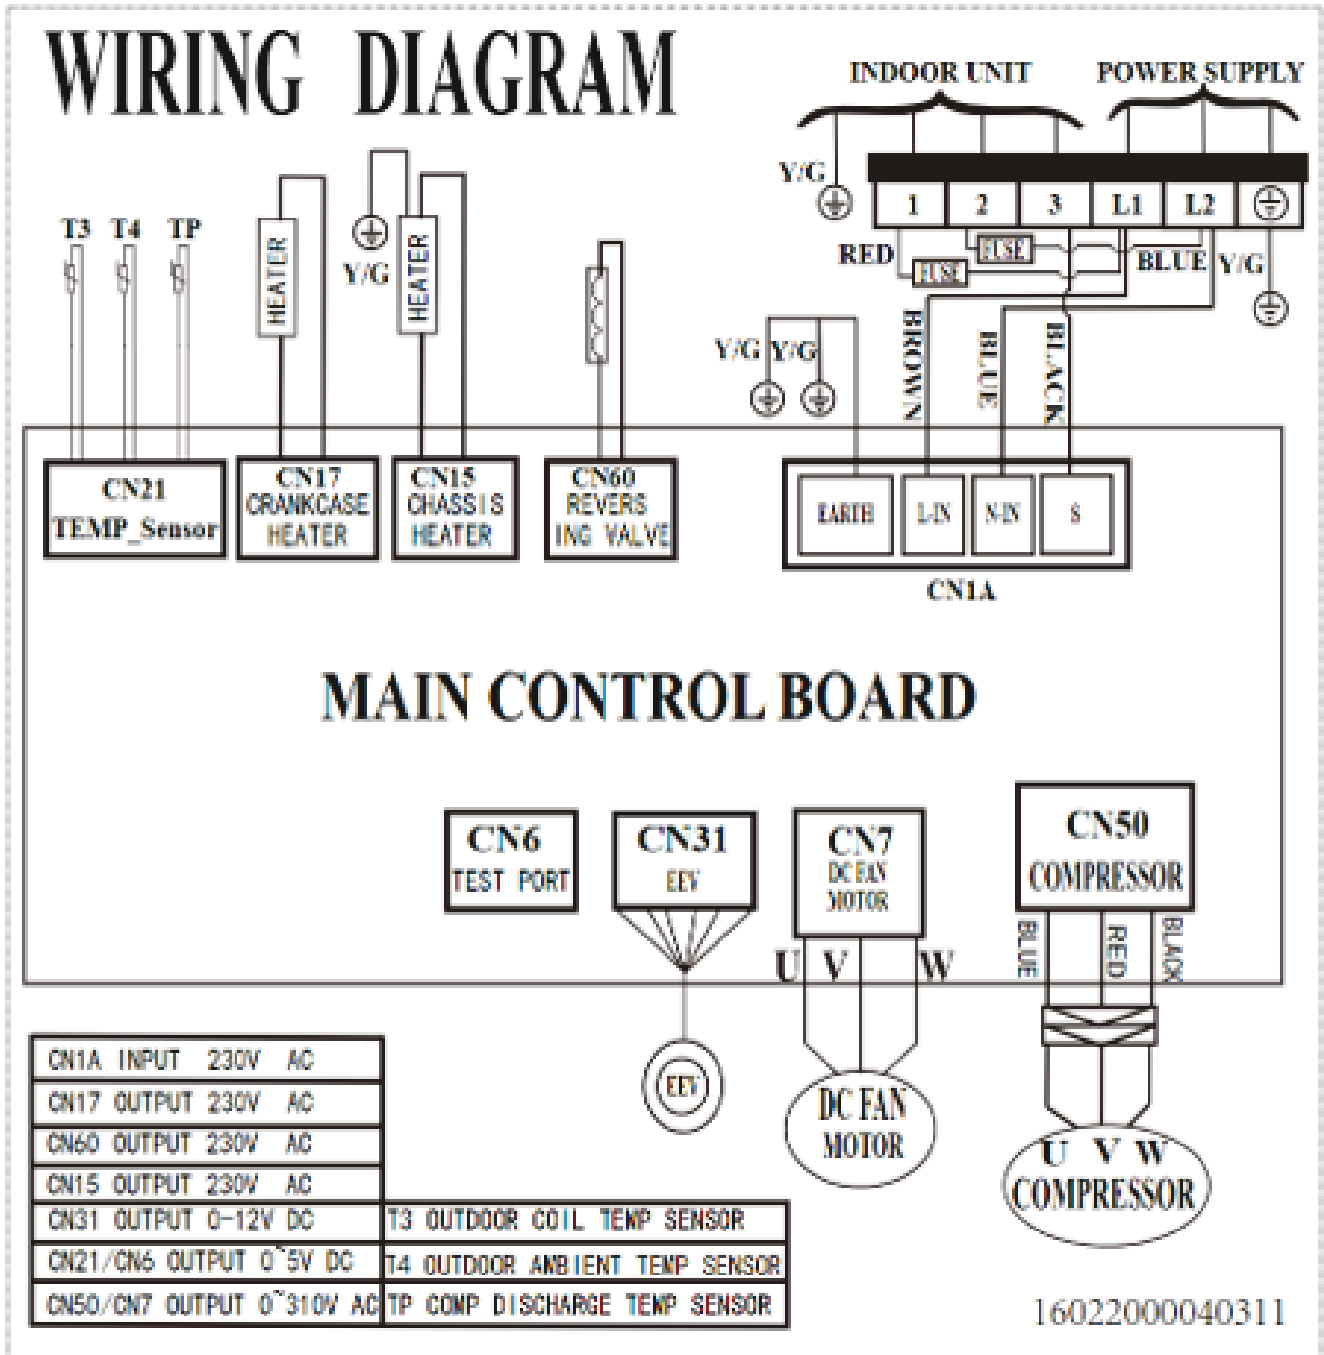 WIRING DIAGRAM
INDOOR UNIT POWER SUPPLY
Y/G
1 2 3 L1 L2
RED FUSE FUSE BLUE Y/G
T3 T4 TP
HEATER
Y/G
HEATER
Y/G Y/G
BROWN
BLUE
BLACK
CN21
TEMP_Sensor
CN17
CRANKCASE
HEATER
CN15
CHASSIS
HEATER
CN60
REVERS
ING VALVE
EARTH L-IN N-IN S
CN1A
MAIN CONTROL BOARD
CN6
TEST PORT
CN31
EEV
CN7
DC FAN
MOTOR
CN50
COMPRESSOR
U V W
BLUE
RED
BLACK
EEV
DC FAN
MOTOR
U V W
COMPRESSOR
CN1A INPUT 230V AC
CN17 OUTPUT 230V AC
CN60 OUTPUT 230V AC
CN15 OUTPUT 230V AC
CN31 OUTPUT 0-12V DC T3 OUTDOOR COIL TEMP SENSOR
CN21/CN6 OUTPUT 0~5V DC T4 OUTDOOR AMBIENT TEMP SENSOR
CN50/CN7 OUTPUT 0~310V AC TP COMP DISCHARGE TEMP SENSOR
16022000040311